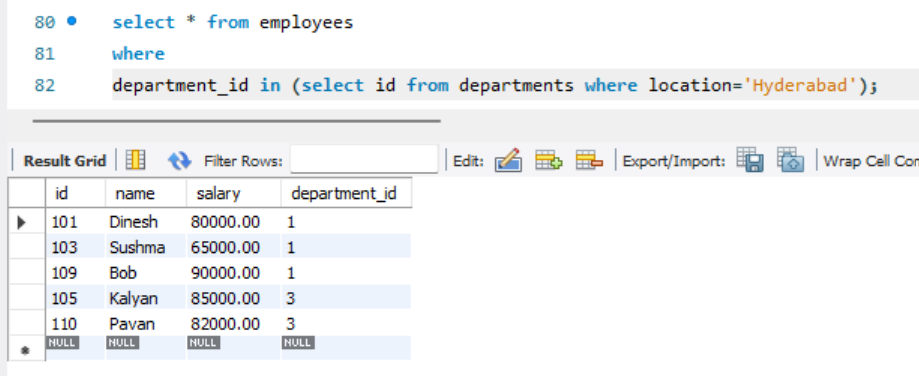 80 select * from employees
81 where
82 department_id in (select id from departments where location='Hyderabad');
Result Grid Filter Rows: Edit: Export/Import: Wrap Cell Con
id name salary department_id
101 Dinesh 80000.00 1
103 Sushma 65000.00 1
109 Bob 90000.00 1
105 Kalyan 85000.00 3
110 Pavan 82000.00 3
NULL NULL NULL NULL